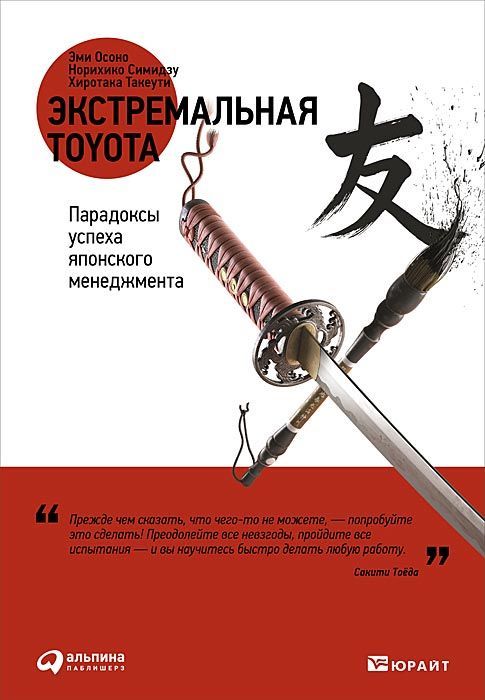 Эми Осоно
Норихико Симидзу
Хиротака Такеути
ЭКСТРЕМАЛЬНАЯ
TOYOTA
友
Парадоксы
успеха
японского
менеджмента
“ Прежде чем сказать, что чего-то не можете, — попробуйте
это сделать! Преодолейте все невзгоды, пройдите все
испытания — и вы научитесь быстро делать любую работу. ”
Сакити Тоёда
альпина
ПАБЛИШЕРЗ
ЮРАЙТ